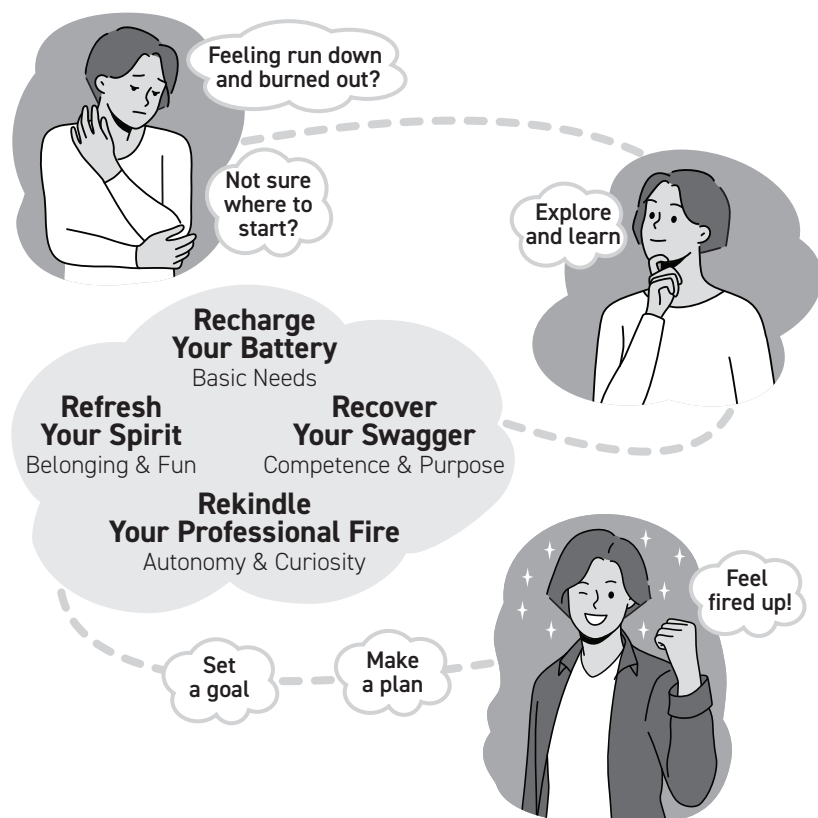 Feeling run down
and burned out?
Not sure
where to
start?
Explore
and learn
Recharge
Your Battery
Basic Needs
Refresh
Your Spirit
Belonging & Fun
Recover
Your Swagger
Competence & Purpose
Rekindle
Your Professional Fire
Autonomy & Curiosity
Set
a goal
Make
a plan
Feel
fired up!